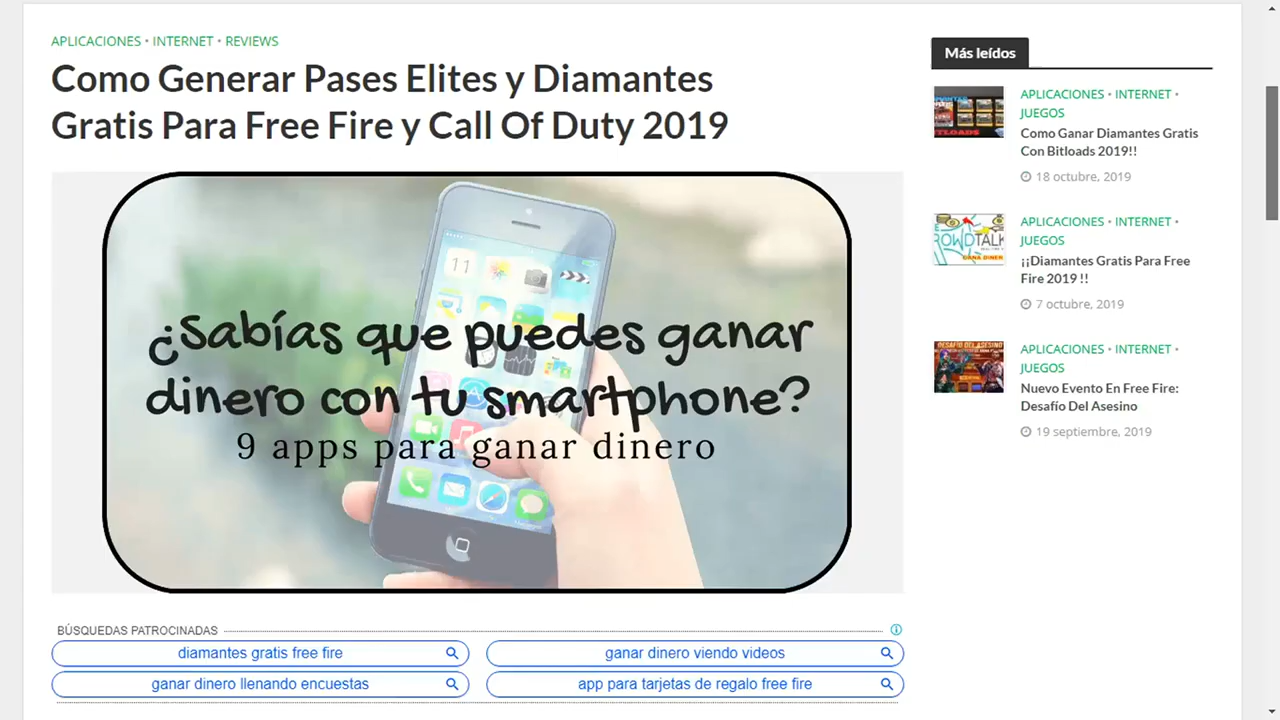 APLICACIONES • INTERNET • REVIEWS
Como Generar Pases Elites y Diamantes
Gratis Para Free Fire y Call Of Duty 2019
11
¿Sabías que puedes ganar
dinero con tu smartphone?
9 apps para ganar dinero
BÚSQUEDAS PATROCINADAS
diamantes gratis free fire
ganar dinero viendo videos
ganar dinero llenando encuestas
app para tarjetas de regalo free fire
Más leídos
APLICACIONES • INTERNET •
JUEGOS
Como Ganar Diamantes Gratis
Con Bitloads 2019!!
18 octubre, 2019
APLICACIONES • INTERNET •
JUEGOS
¡¡Diamantes Gratis Para Free
Fire 2019 !!
7 octubre, 2019
APLICACIONES • INTERNET •
JUEGOS
Nuevo Evento En Free Fire:
Desafío Del Asesino
19 septiembre, 2019